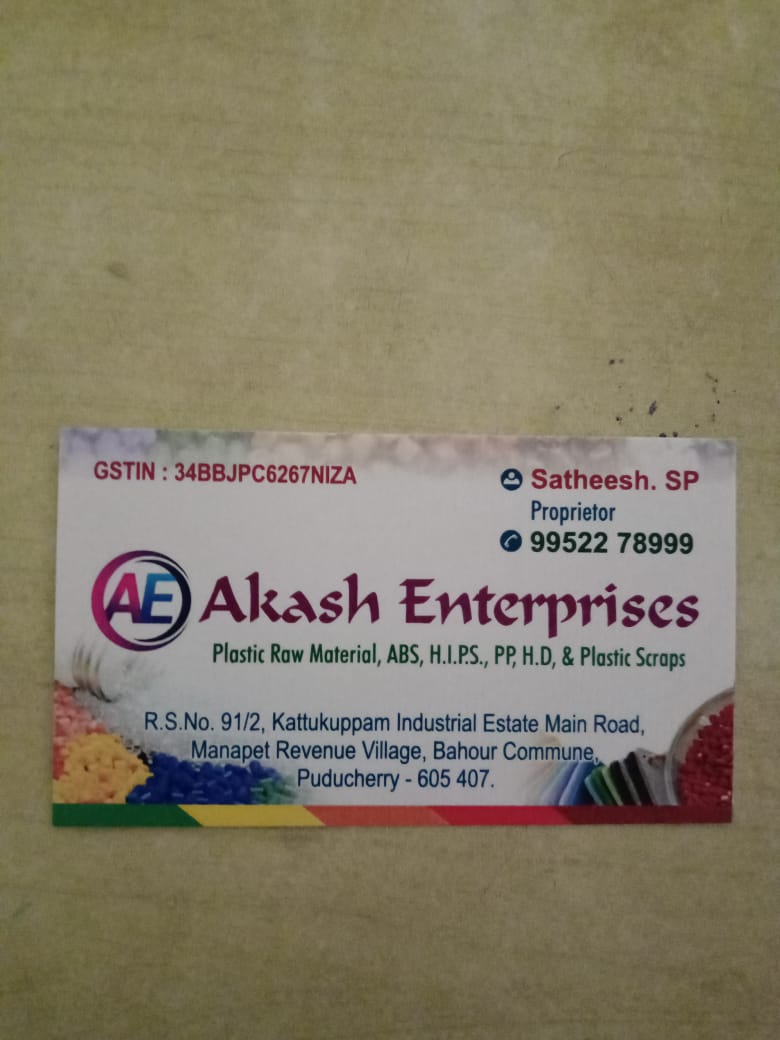 GSTIN : 34BBJPC6267NIZA
Satheesh. SP
Proprietor
99522 78999
AE Akash Enterprises
Plastic Raw Material, ABS, H.I.P.S., PP, H.D, & Plastic Scraps
R.S.No. 91/2, Kattukuppam Industrial Estate Main Road,
Manapet Revenue Village, Bahour Commune,
Puducherry - 605 407.